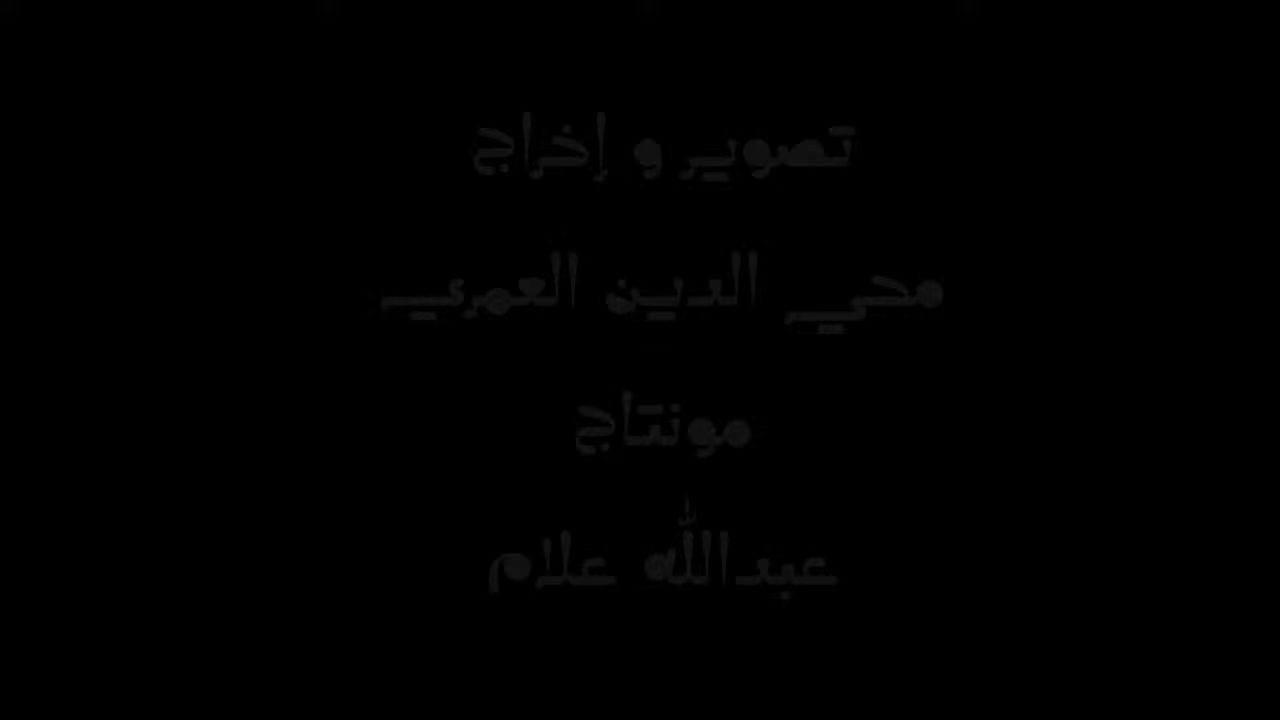 تصوير و إخراج
محي الدين العمري
مونتاج
عبدالله علام